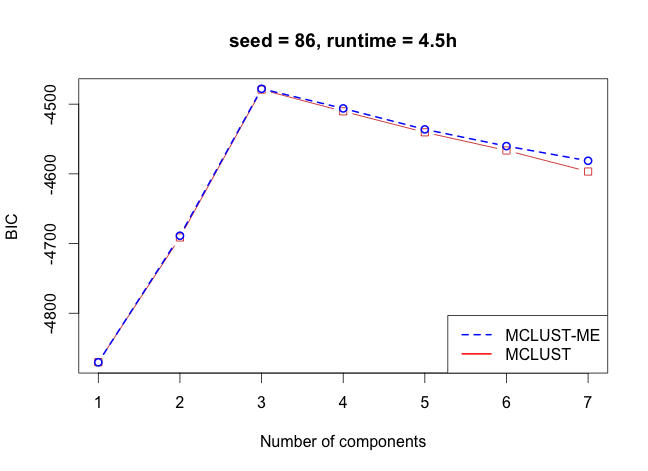 seed = 86, runtime = 4.5h
BIC
-4500
-4600
-4700
-4800
MCLUST-ME
MCLUST
1 2 3 4 5 6 7
Number of components